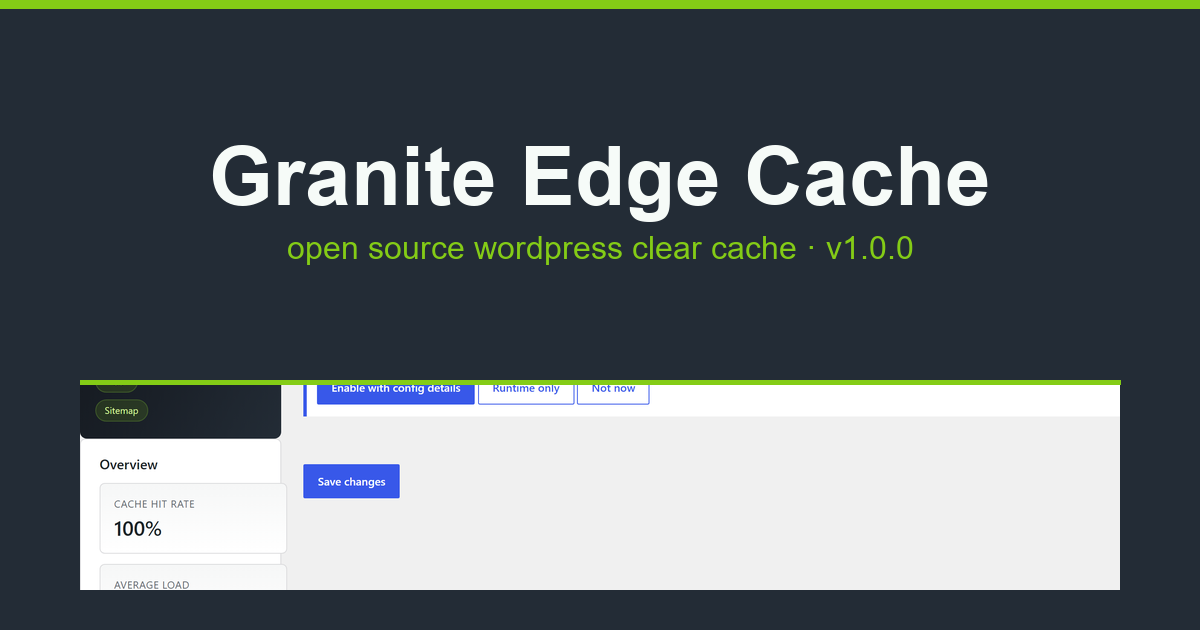 Granite Edge Cache
open source wordpress clear cache · v1.0.0
Enable with config details Runtime only Not now
Sitemap
Overview
Save changes
CACHE HIT RATE
100%
AVERAGE LOAD